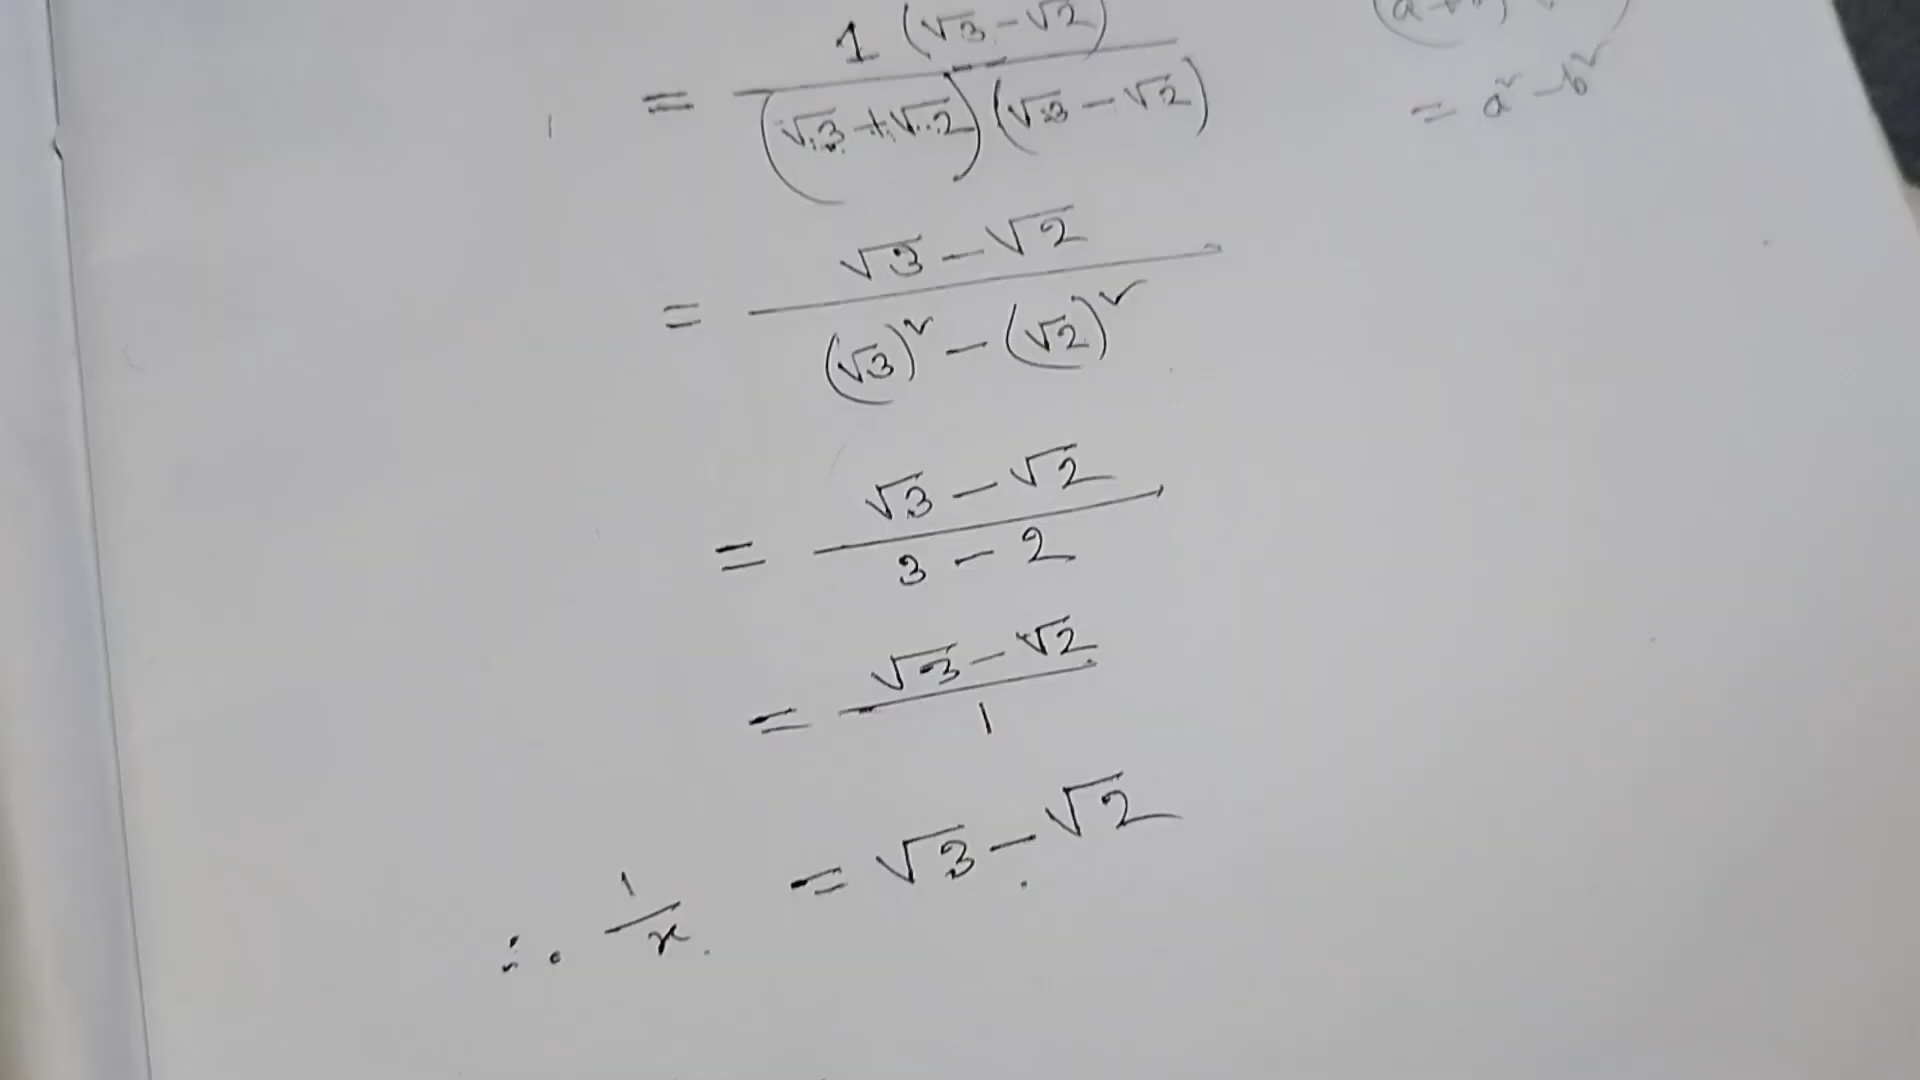 = 1 (√3 - √2) / (√3 + √2) (√3 - √2)
= a² - b²
= √3 - √2 / (√3)² - (√2)²
= √3 - √2 / 3 - 2
= √3 - √2 / 1
∴ 1/x = √3 - √2